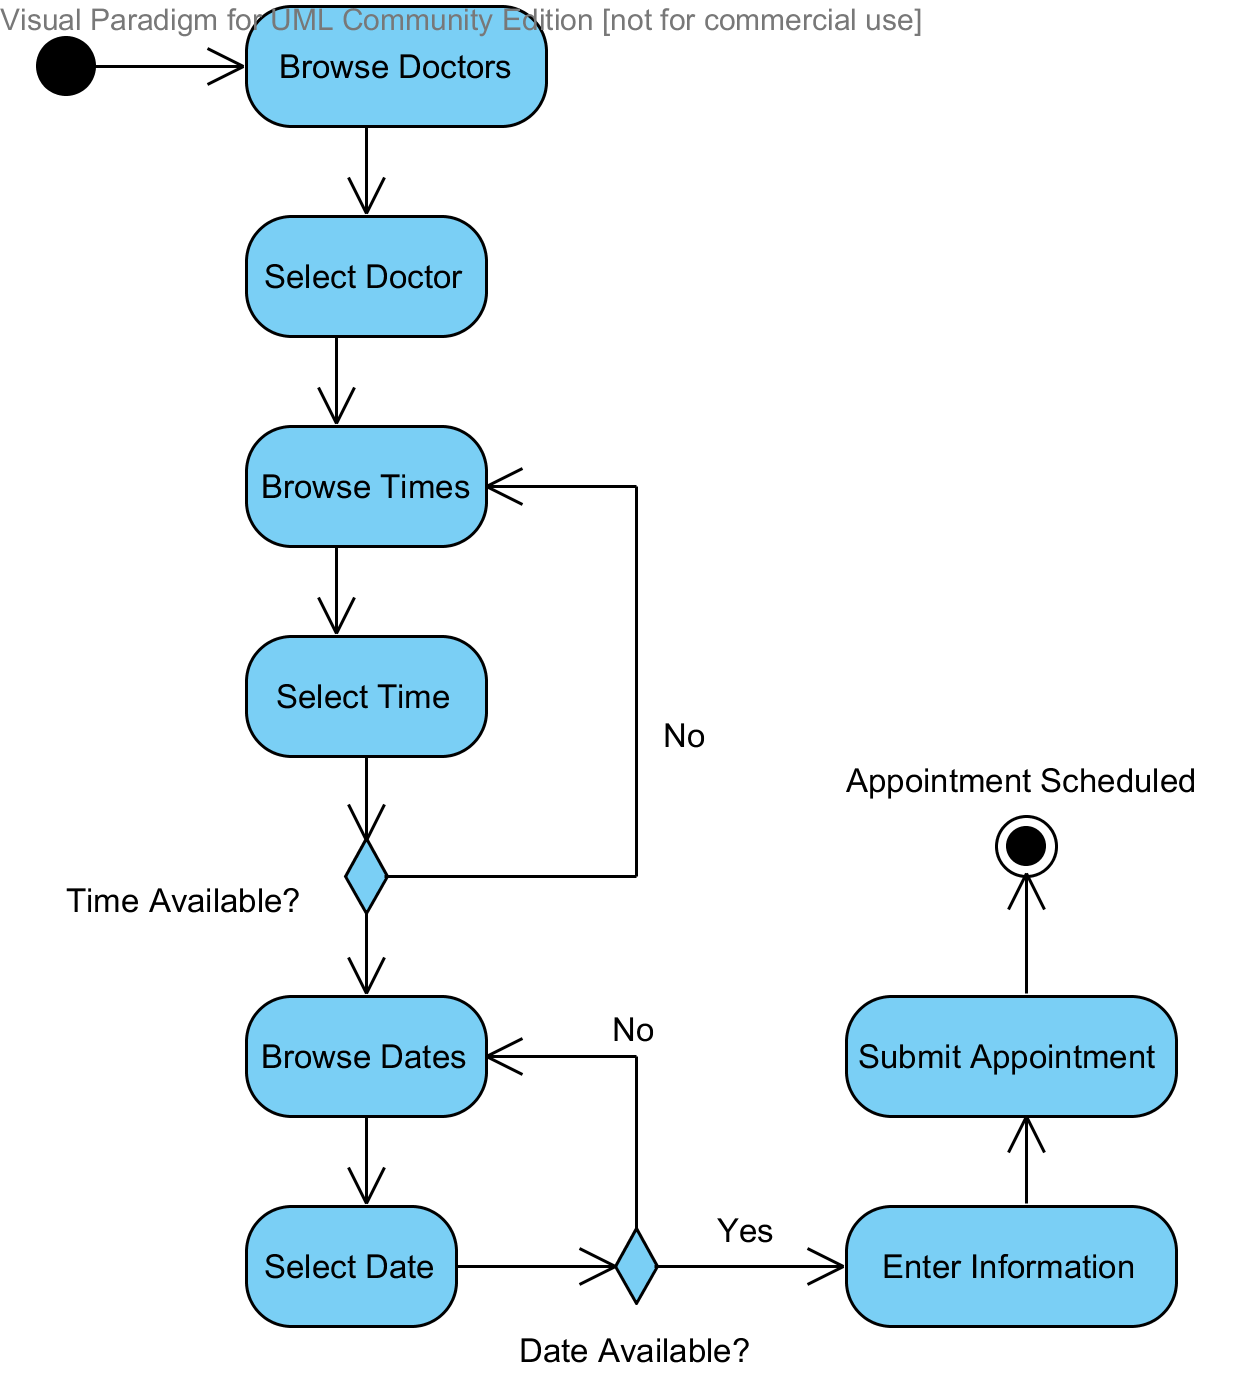 Visual Paradigm for UML Community Edition [not for commercial use]
Browse Doctors
Select Doctor
Browse Times
Select Time
No
Appointment Scheduled
Time Available?
No
Browse Dates
Submit Appointment
Yes
Select Date
Enter Information
Date Available?